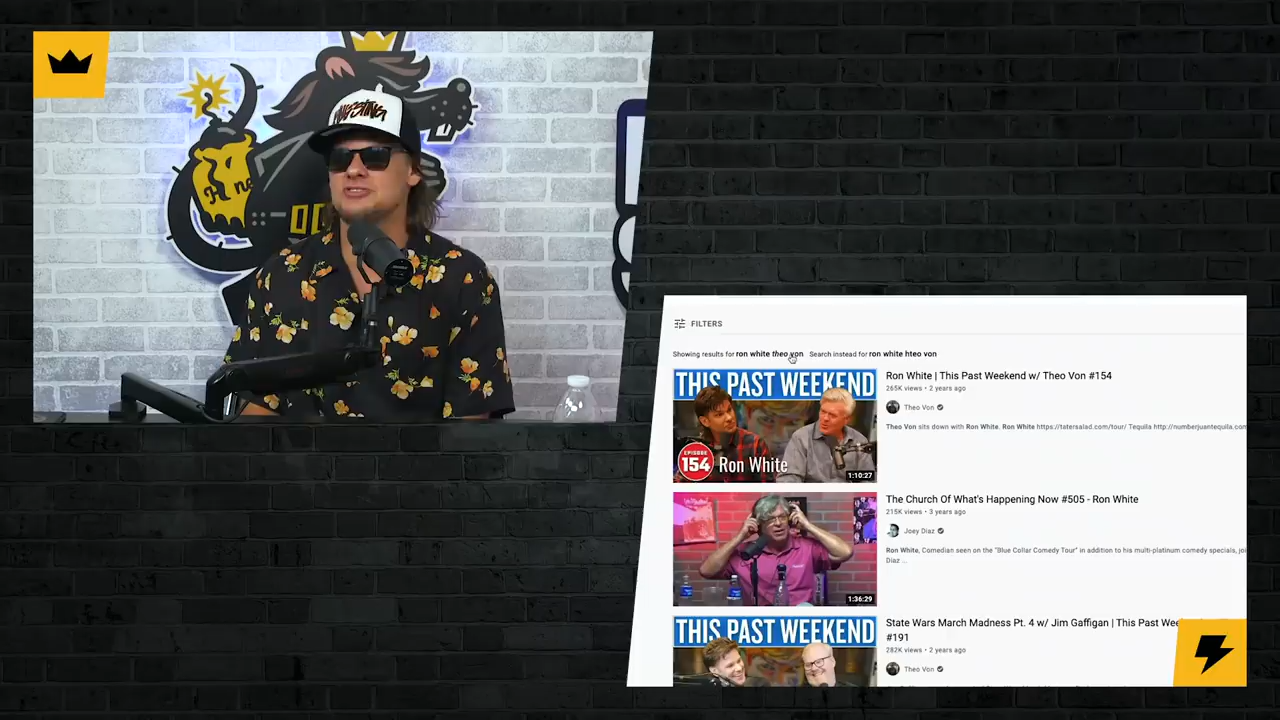 MISSING
FILTERS
Showing results for ron white theo von Search instead for ron white hteo von
THIS PAST WEEKEND
EPISODE
154
Ron White
1:10:27
Ron White | This Past Weekend w/ Theo Von #154
265K views • 2 years ago
Theo Von
Theo Von sits down with Ron White. Ron White https://tatersalad.com/tour/ Tequila http://numberjuantequila.com
1:36:29
The Church Of What's Happening Now #505 - Ron White
215K views • 3 years ago
Joey Diaz
Ron White, Comedian seen on the "Blue Collar Comedy Tour" in addition to his multi-platinum comedy specials, joi
Diaz ...
THIS PAST WEEKEND
State Wars March Madness Pt. 4 w/ Jim Gaffigan | This Past Wee
#191
282K views • 2 years ago
Theo Von